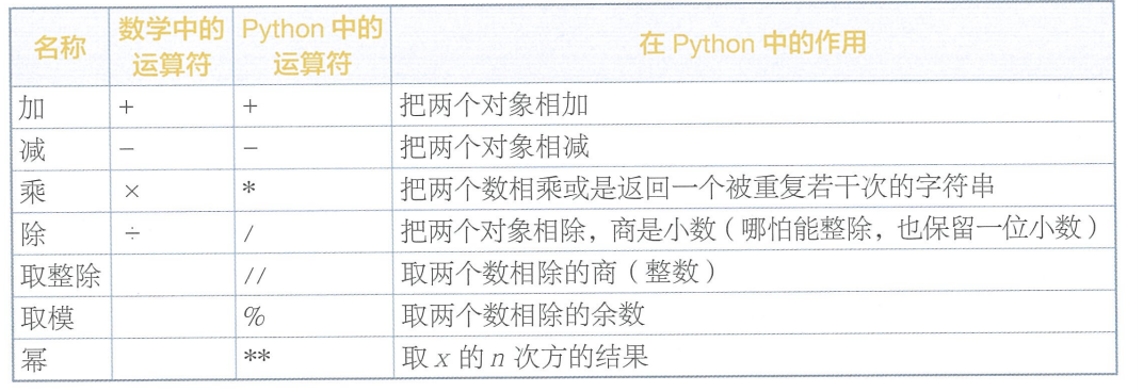 名称 数学中的运算符 Python 中的运算符 在 Python 中的作用
加 + + 把两个对象相加
减 − − 把两个对象相减
乘 × * 把两个数相乘或是返回一个被重复若干次的字符串
除 ÷ / 把两个对象相除，商是小数（哪怕能整除，也保留一位小数）
取整除 // 取两个数相除的商（整数）
取模 % 取两个数相除的余数
幂 ** 取 x 的 n 次方的结果